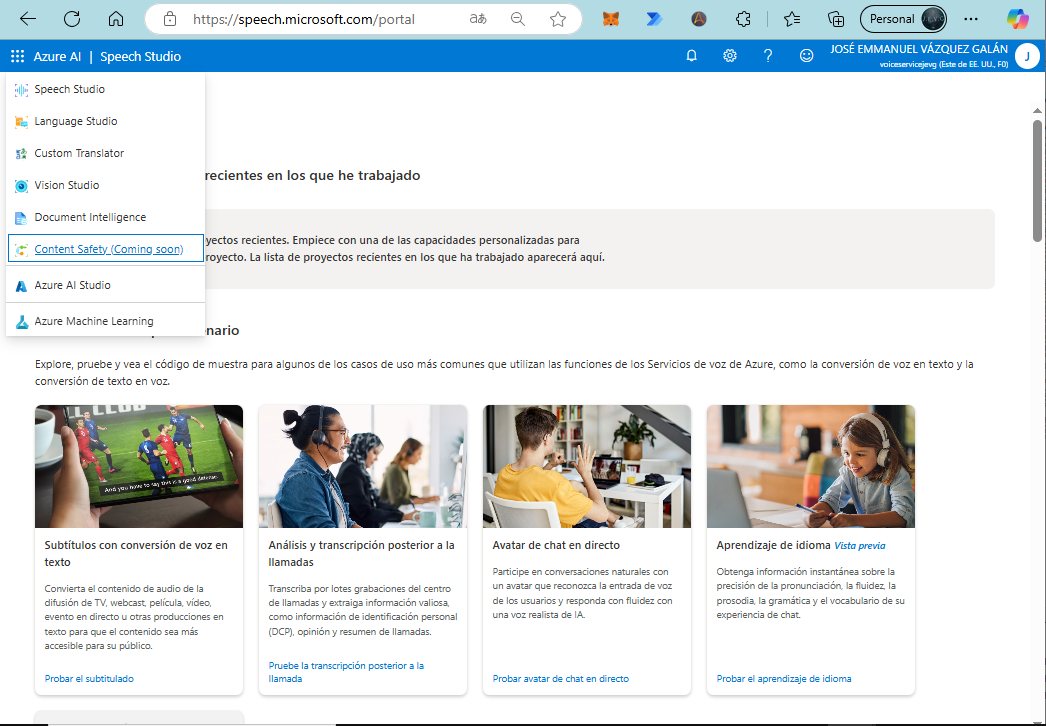 https://speech.microsoft.com/portal
Personal
Azure AI | Speech Studio
JOSÉ EMMANUEL VÁZQUEZ GALÁN
voiceservicejevg (Este de EE. UU., F0)
J
Speech Studio
Language Studio
Custom Translator
Vision Studio
Document Intelligence
Content Safety (Coming soon)
Azure AI Studio
Azure Machine Learning
recientes en los que he trabajado
yectos recientes. Empiece con una de las capacidades personalizadas para
royecto. La lista de proyectos recientes en los que ha trabajado aparecerá aquí.
nario
Explore, pruebe y vea el código de muestra para algunos de los casos de uso más comunes que utilizan las funciones de los Servicios de voz de Azure, como la conversión de voz en texto y la
conversión de texto en voz.
And you have to say this is a good defense
Subtítulos con conversión de voz en
texto
Convierta el contenido de audio de la
difusión de TV, webcast, película, vídeo,
evento en directo u otras producciones en
texto para que el contenido sea más
accesible para su público.
Probar el subtitulado
Análisis y transcripción posterior a la
llamadas
Transcriba por lotes grabaciones del centro
de llamadas y extraiga información valiosa,
como información de identificación personal
(DCP), opinión y resumen de llamadas.
Pruebe la transcripción posterior a la
llamada
Avatar de chat en directo
Participe en conversaciones naturales con
un avatar que reconozca la entrada de voz
de los usuarios y responda con fluidez con
una voz realista de IA.
Probar avatar de chat en directo
Aprendizaje de idioma Vista previa
Obtenga información instantánea sobre la
precisión de la pronunciación, la fluidez, la
prosodia, la gramática y el vocabulario de su
experiencia de chat.
Probar el aprendizaje de idioma